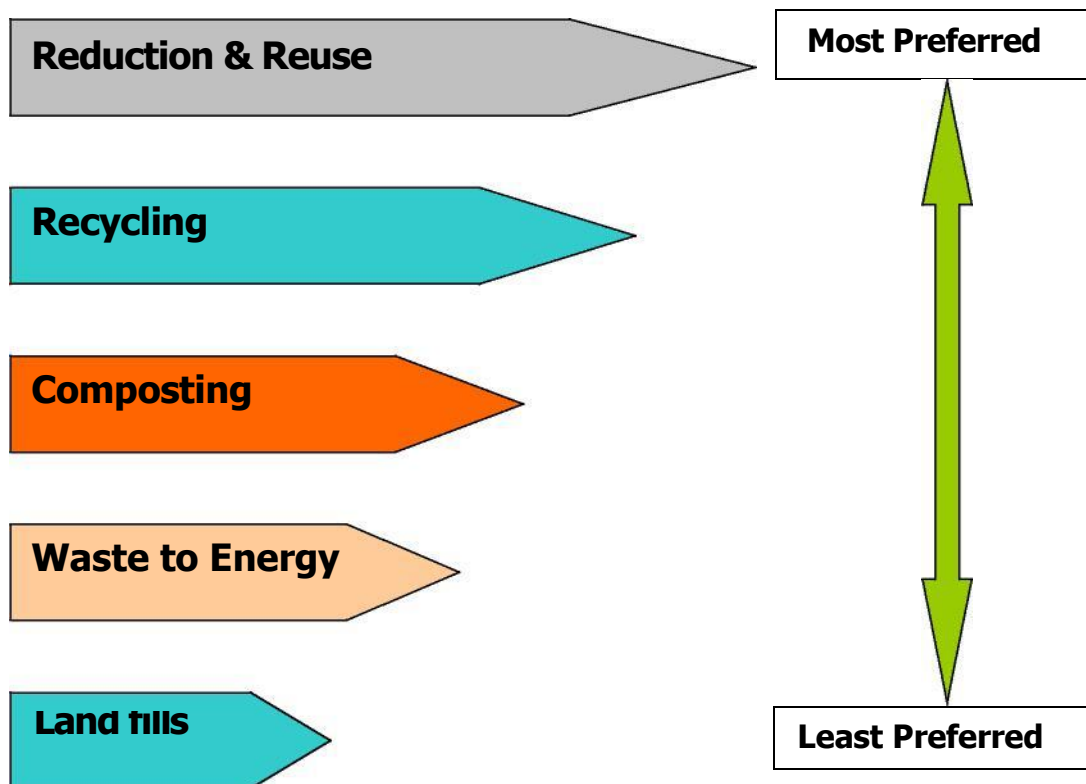 Reduction & Reuse
Most Preferred
Recycling
Composting
Waste to Energy
Land fills
Least Preferred